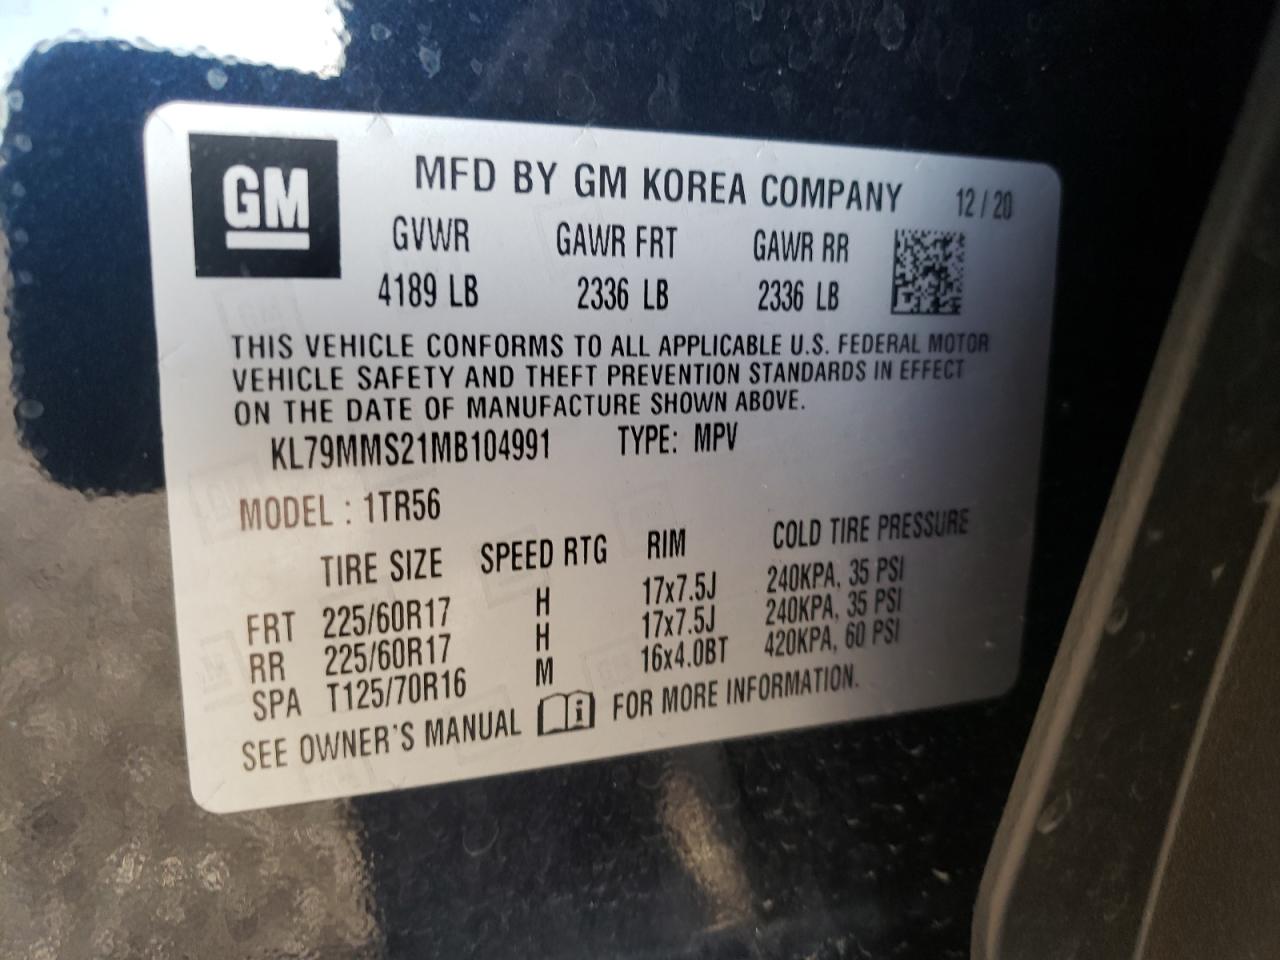 GM
MFD BY GM KOREA COMPANY 12/20
GVWR GAWR FRT GAWR RR
4189 LB 2336 LB 2336 LB
THIS VEHICLE CONFORMS TO ALL APPLICABLE U.S. FEDERAL MOTOR
VEHICLE SAFETY AND THEFT PREVENTION STANDARDS IN EFFECT
ON THE DATE OF MANUFACTURE SHOWN ABOVE.
KL79MMS21MB104991 TYPE: MPV
MODEL : 1TR56
TIRE SIZE SPEED RTG RIM COLD TIRE PRESSURE
FRT 225/60R17 H 17x7.5J 240KPA, 35 PSI
RR 225/60R17 H 17x7.5J 240KPA, 35 PSI
SPA T125/70R16 M 16x4.0BT 420KPA, 60 PSI
SEE OWNER'S MANUAL i FOR MORE INFORMATION.